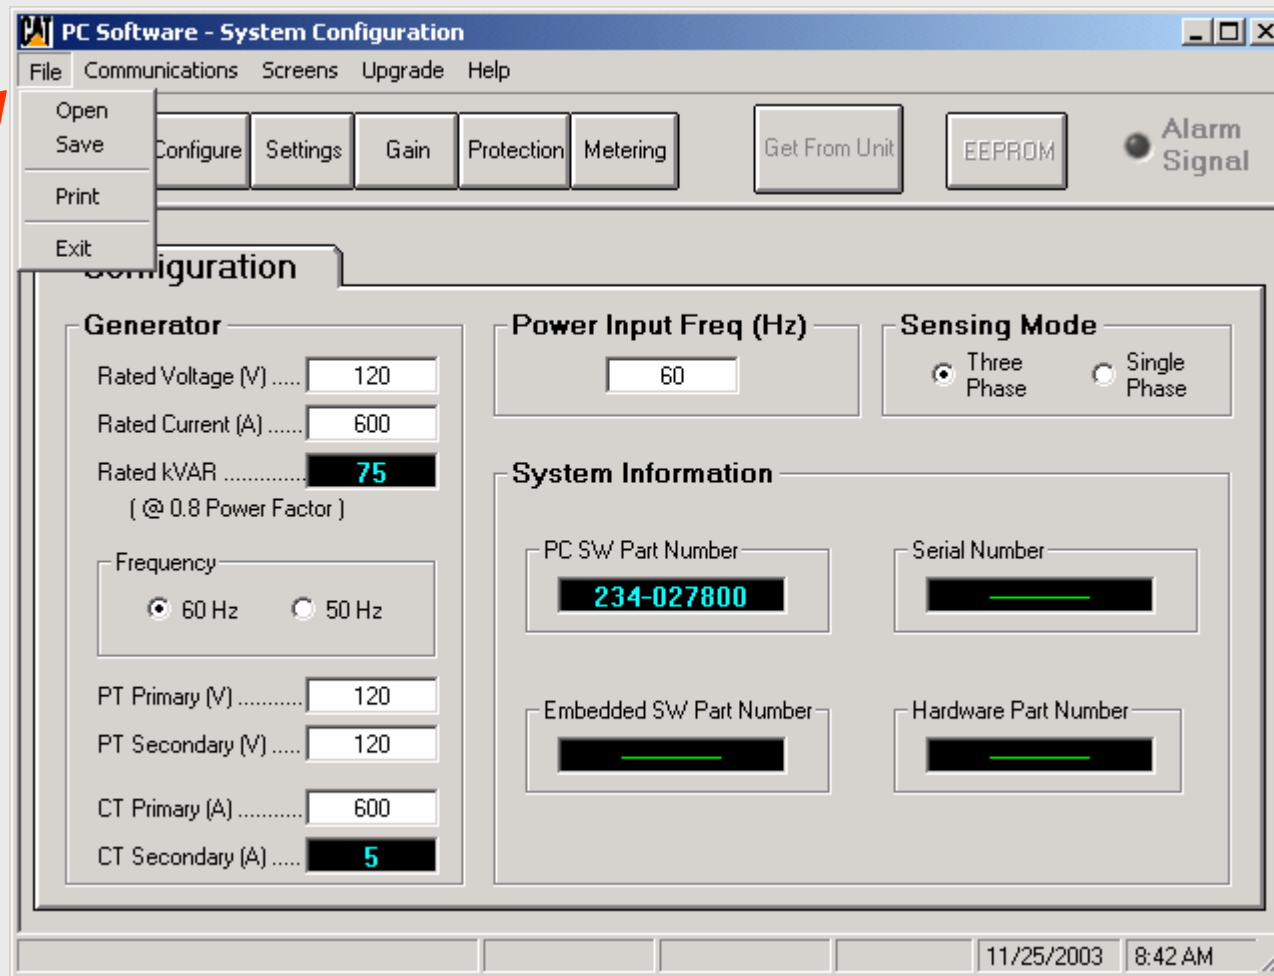 CAT PC Software - System Configuration
File Communications Screens Upgrade Help
Open
Save
Print
Exit
Configure Settings Gain Protection Metering Get From Unit EEPROM Alarm Signal
Configuration
Generator
Rated Voltage (V) ..... 120
Rated Current (A) ...... 600
Rated kVAR ............. 75
( @ 0.8 Power Factor )
Frequency
60 Hz 50 Hz
PT Primary (V) ........... 120
PT Secondary (V) ..... 120
CT Primary (A) ........... 600
CT Secondary (A) ..... 5
Power Input Freq (Hz)
60
Sensing Mode
Three Phase Single Phase
System Information
PC SW Part Number
234-027800
Serial Number
Embedded SW Part Number
Hardware Part Number
11/25/2003 8:42 AM